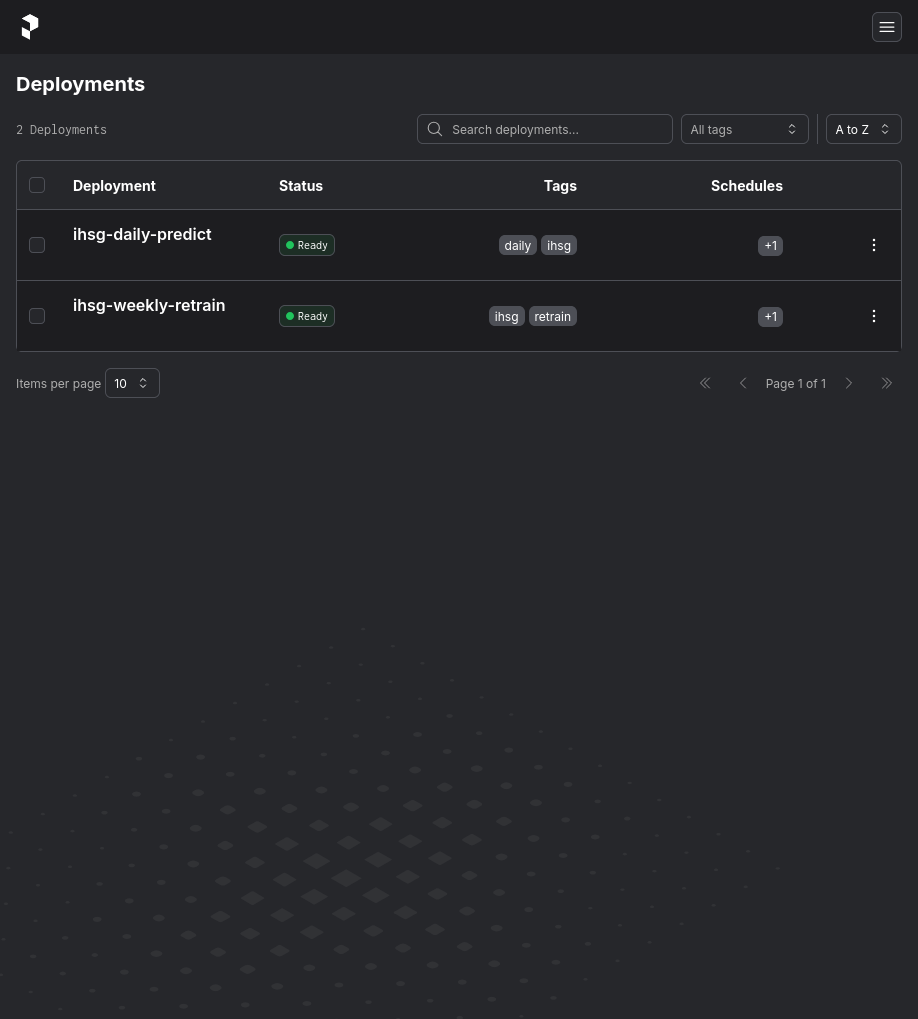 Deployments
2 Deployments
Search deployments...
All tags
A to Z
Deployment Status Tags Schedules
ihsg-daily-predict Ready daily ihsg +1
ihsg-weekly-retrain Ready ihsg retrain +1
Items per page 10 Page 1 of 1